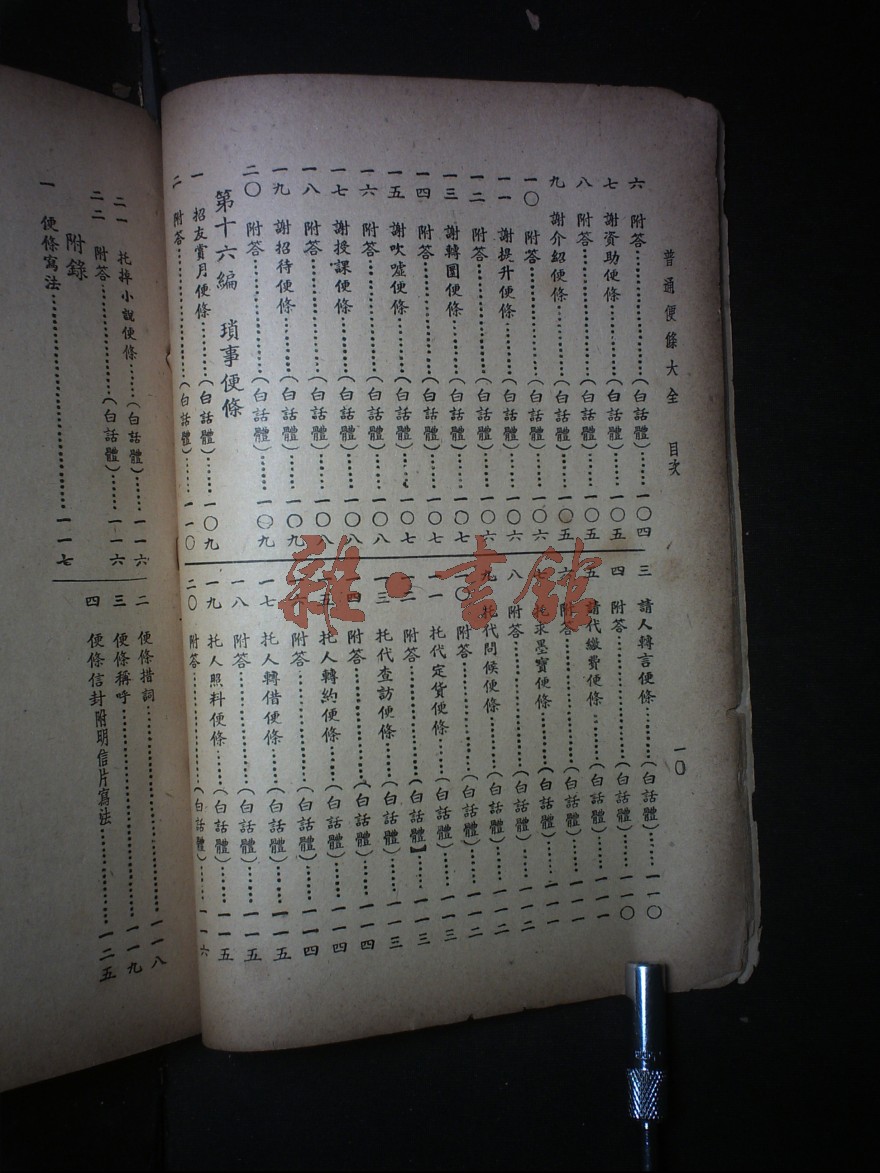 普通便條大全 目次
六 附答……(白話體)……一〇四
七 謝資助便條……(白話體)……一〇五
八 附答……(白話體)……一〇五
九 謝介紹便條……(白話體)……一〇五
一〇 附答……(白話體)……一〇六
一一 謝提升便條……(白話體)……一〇六
一二 附答……(白話體)……一〇六
一三 謝轉圜便條……(白話體)……一〇七
一四 附答……(白話體)……一〇七
一五 謝吹噓便條……(白話體)……一〇七
一六 附答……(白話體)……一〇八
一七 謝授課便條……(白話體)……一〇八
一八 附答……(白話體)……一〇八
一九 謝招待便條……(白話體)……一〇九
二〇 附答……(白話體)……一〇九
第十六編 瑣事便條
一 招友賞月便條……(白話體)……一〇九
二 附答……(白話體)……一一〇
一〇
三 請人轉言便條……(白話體)……一一〇
四 附答……(白話體)……一一〇
五 請代繳費便條……(白話體)……一一一
六 附答……(白話體)……一一一
七 托求墨寶便條……(白話體)……一一一
八 附答……(白話體)……一一二
九 托代問候便條……(白話體)……一一二
一〇 附答……(白話體)……一一二
一一 托代定貨便條……(白話體)……一一三
一二 附答……(白話體】……一一三
一三 托代查訪便條……(白話體)……一一三
一四 附答……(白話體)……一一四
一五 托人轉約便條……(白話體)……一一四
一六 附答……(白話體)……一一四
一七 托人轉借便條……(白話體)……一一五
一八 附答……(白話體)……一一五
一九 托人照料便條……(白話體)……一一五
二〇 附答……(白話體)……一一六
二一 托掉小說便條……(白話體)……一一六
二二 附答……(白話體)……一一六
附錄
一 便條寫法……一一七
二 便條措詞……一一八
三 便條稱呼……一一九
四 便條信封附明信片寫法……一二五
雜·書館